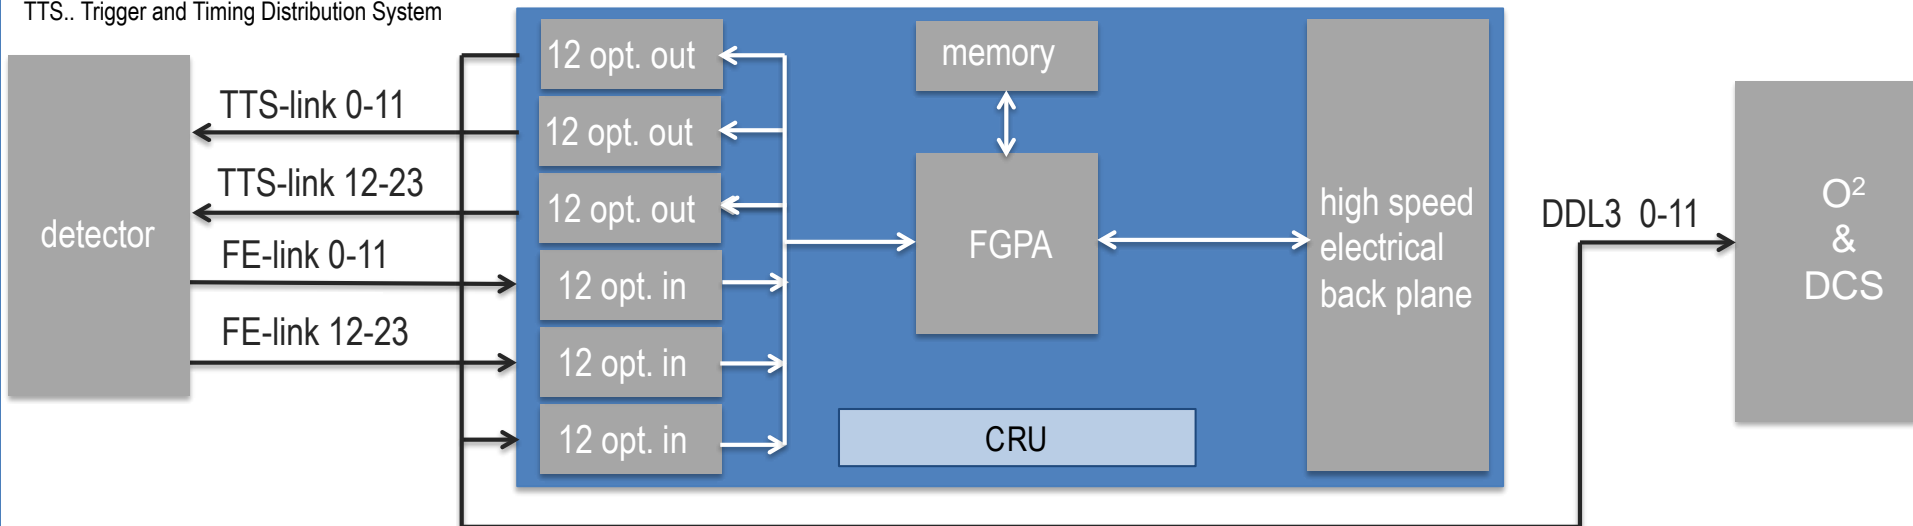 TTS.. Trigger and Timing Distribution System
detector
TTS-link 0-11
TTS-link 12-23
FE-link 0-11
FE-link 12-23
12 opt. out
12 opt. out
12 opt. out
12 opt. in
12 opt. in
12 opt. in
memory
FGPA
CRU
high speed
electrical
back plane
DDL3 0-11
O²
&
DCS